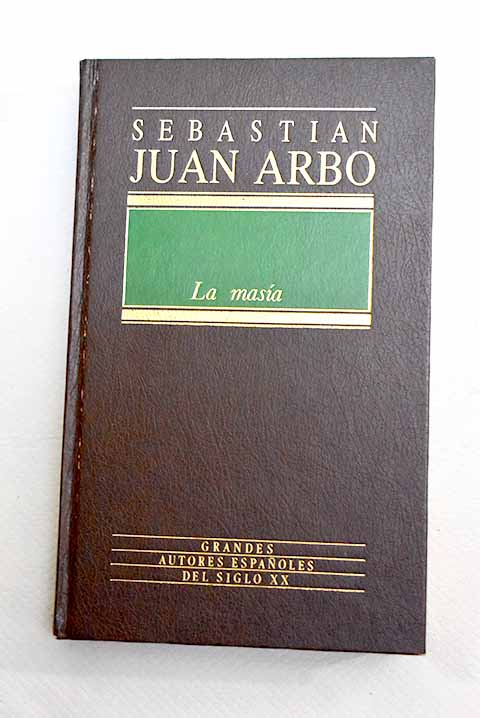 SEBASTIAN
JUAN ARBO
La masía
GRANDES
AUTORES ESPAÑOLES
DEL SIGLO XX